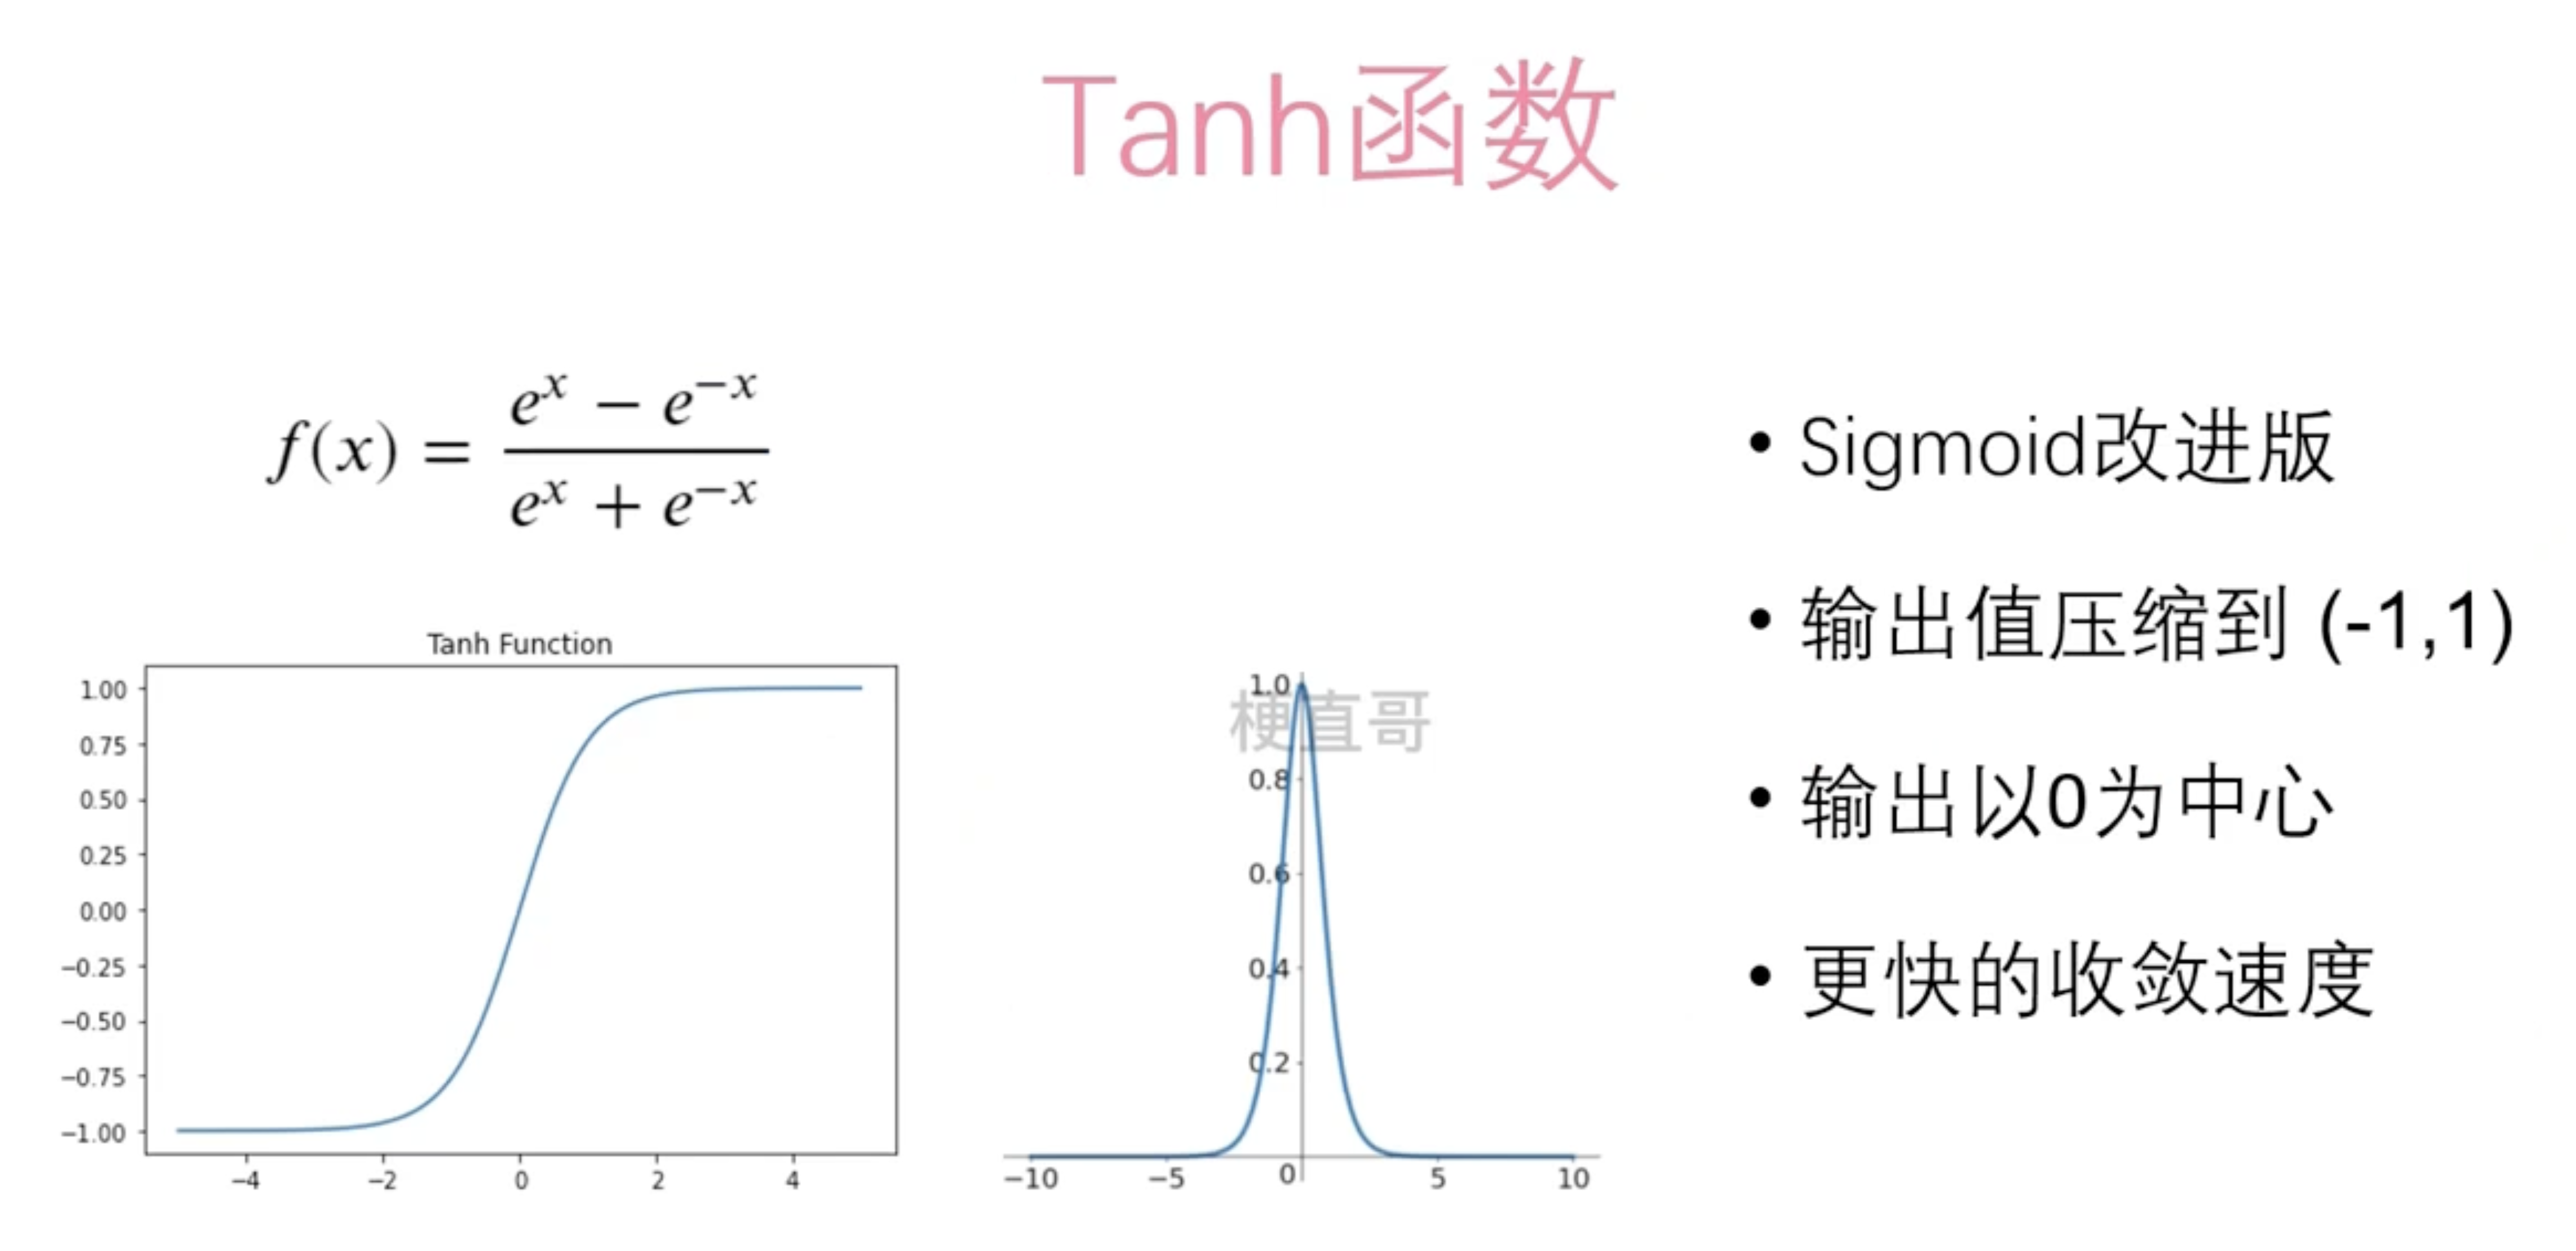 Tanh函数
f(x) = \frac{e^x − e^{−x}}{e^x + e^{−x}}
Tanh Function
1.00
0.75
0.50
0.25
0.00
−0.25
−0.50
−0.75
−1.00
−4 −2 0 2 4
梗直哥
1.0
0.8
0.6
0.4
0.2
−10 −5 0 5 10
• Sigmoid改进版
• 输出值压缩到 (-1,1)
• 输出以0为中心
• 更快的收敛速度